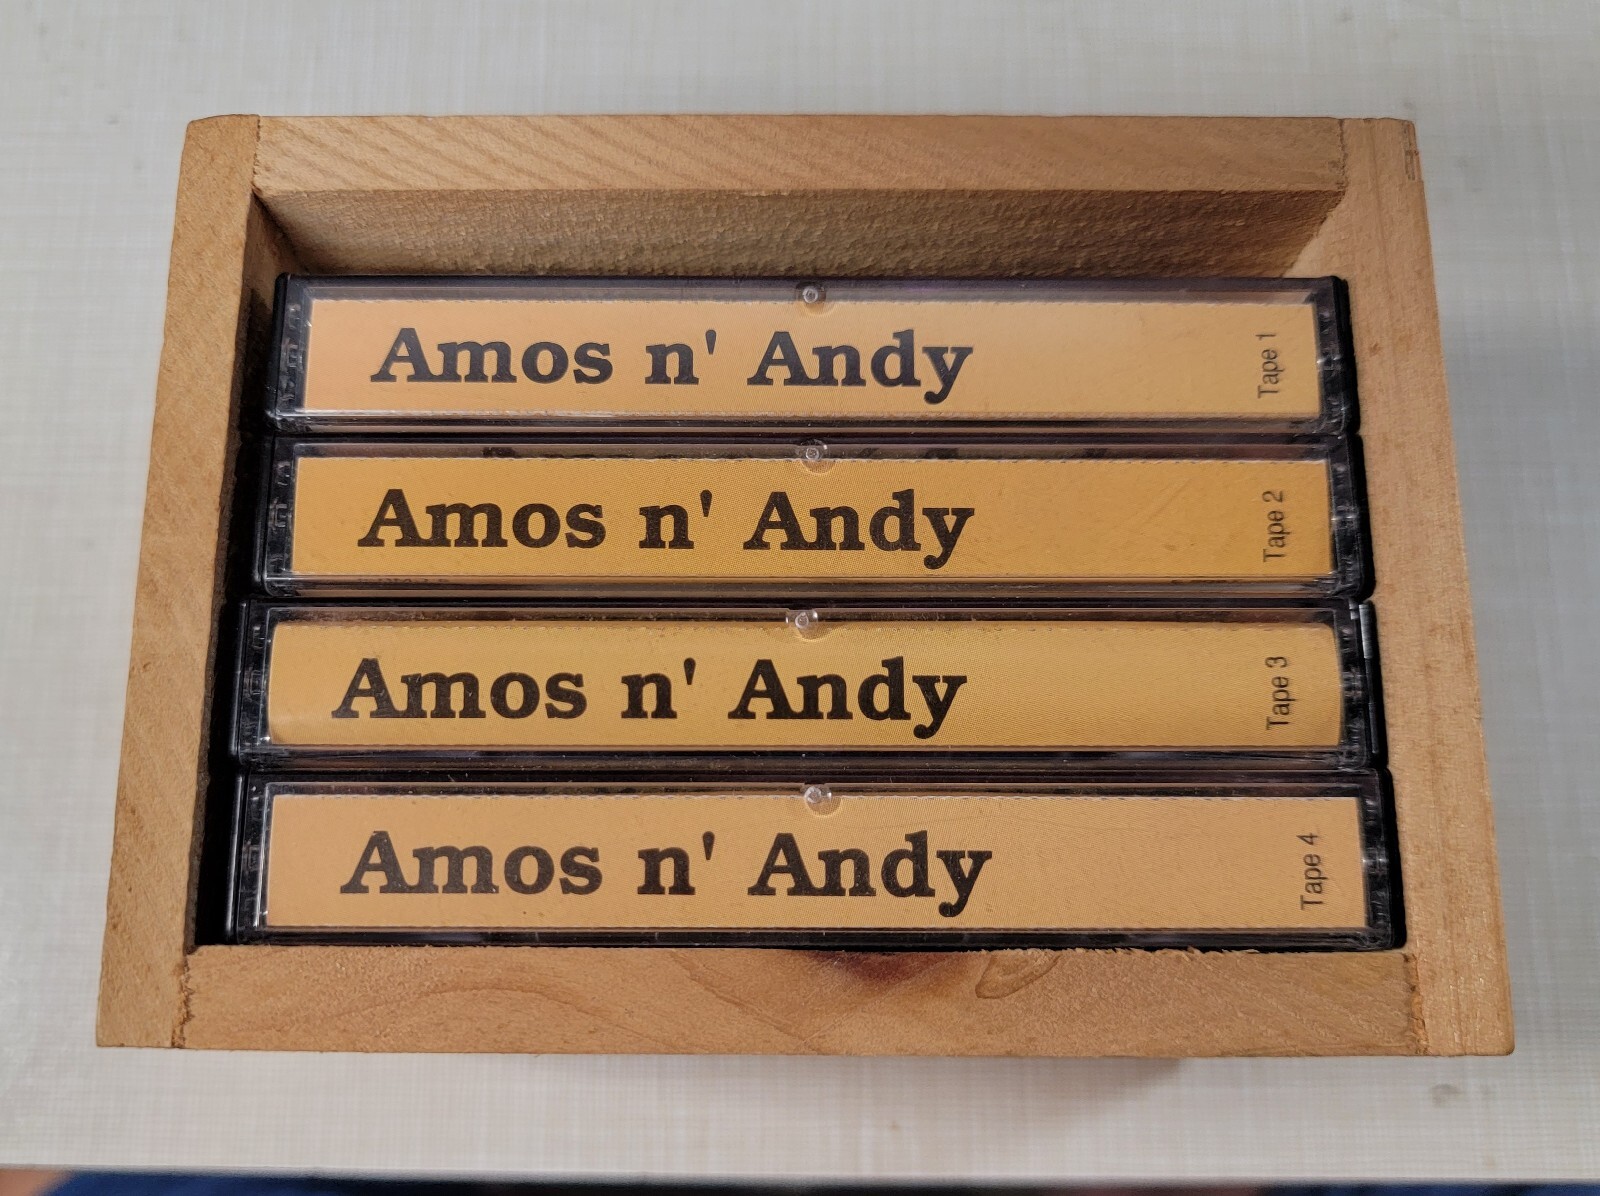 Amos n' Andy Tape 1
Amos n' Andy Tape 2
Amos n' Andy Tape 3
Amos n' Andy Tape 4